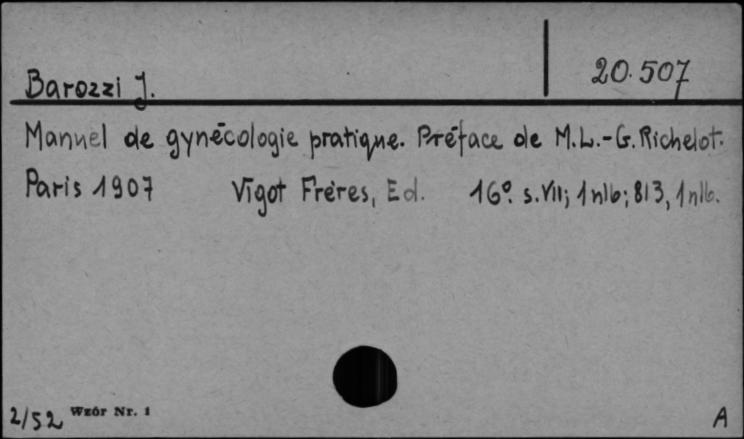 20.507
Barozzi J.
Manuel de gynécologie pratique. Préface de M.L.-G. Richelot.
Paris 1907 Vigot Frères, Ed. 16º. s.VII; 1 nlb; 813, 1 nlb.
2/52 Wzór Nr. 1 A